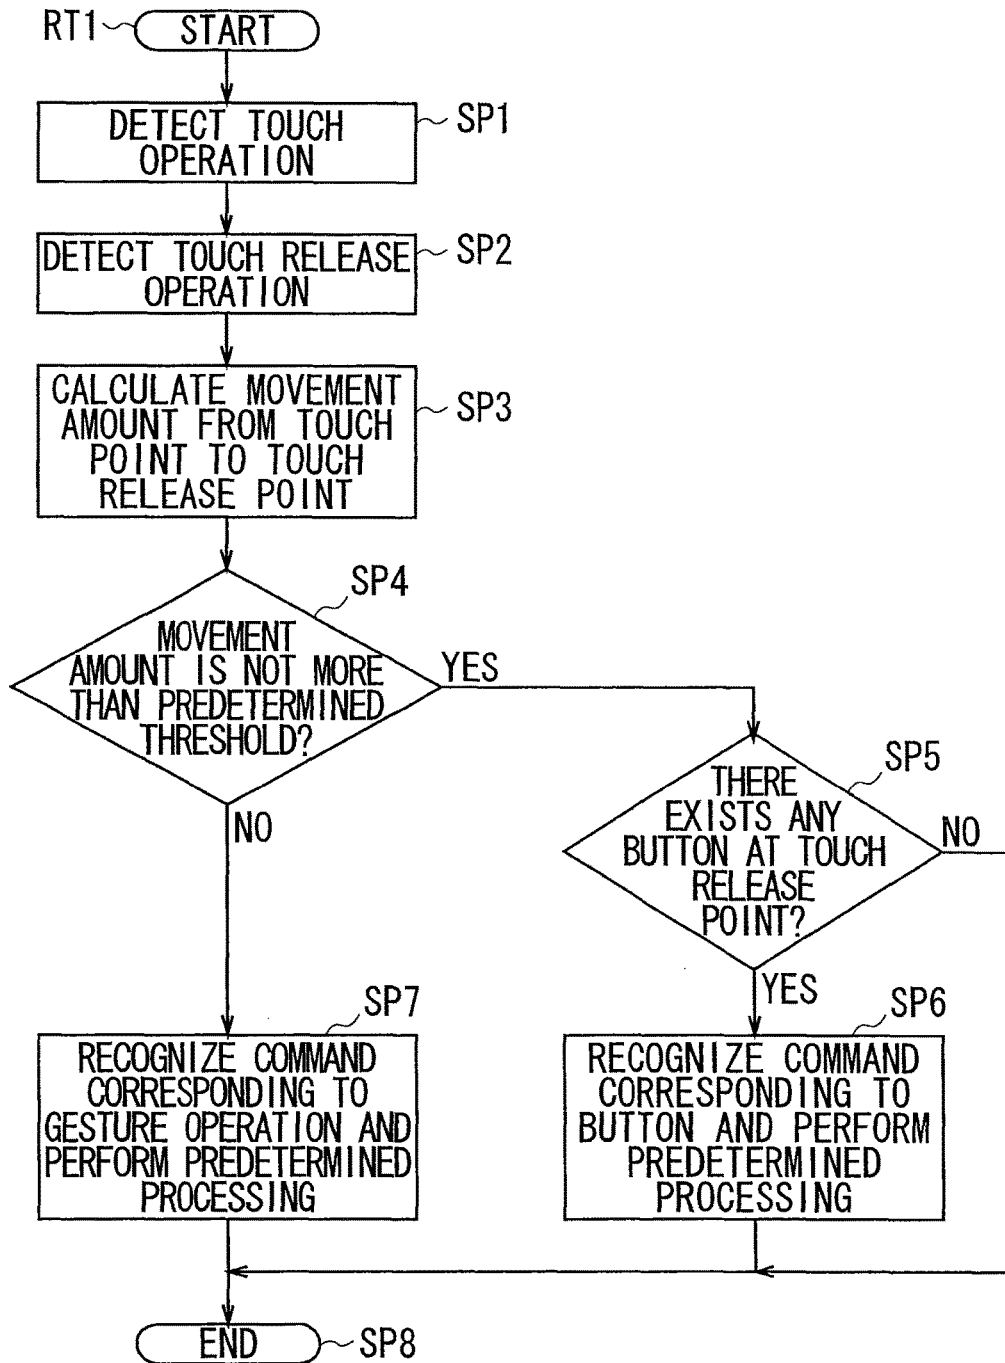 RT1
START
DETECT TOUCH
OPERATION
SP1
DETECT TOUCH RELEASE
OPERATION
SP2
CALCULATE MOVEMENT
AMOUNT FROM TOUCH
POINT TO TOUCH
RELEASE POINT
SP3
SP4
MOVEMENT
AMOUNT IS NOT MORE
THAN PREDETERMINED
THRESHOLD?
YES
NO
SP5
THERE
EXISTS ANY
BUTTON AT TOUCH
RELEASE
POINT?
NO
YES
SP7
RECOGNIZE COMMAND
CORRESPONDING TO
GESTURE OPERATION AND
PERFORM PREDETERMINED
PROCESSING
SP6
RECOGNIZE COMMAND
CORRESPONDING TO
BUTTON AND PERFORM
PREDETERMINED
PROCESSING
END
SP8